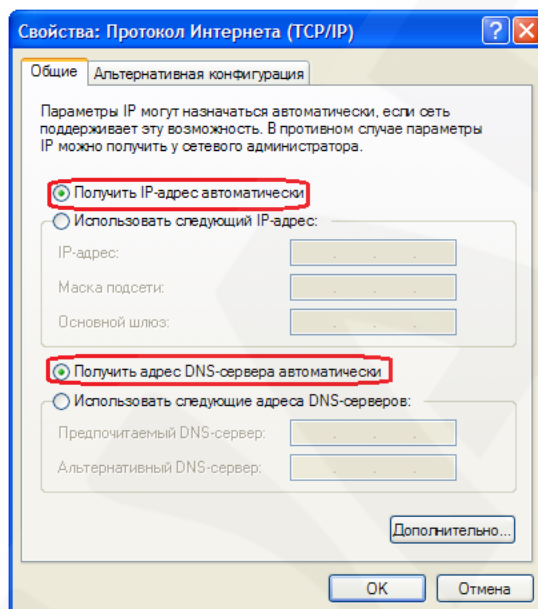 Свойства: Протокол Интернета (TCP/IP)
Общие
Альтернативная конфигурация
Параметры IP могут назначаться автоматически, если сеть
поддерживает эту возможность. В противном случае параметры
IP можно получить у сетевого администратора.
Получить IP-адрес автоматически
Использовать следующий IP-адрес:
IP-адрес:
Маска подсети:
Основной шлюз:
Получить адрес DNS-сервера автоматически
Использовать следующие адреса DNS-серверов:
Предпочитаемый DNS-сервер:
Альтернативный DNS-сервер:
Дополнительно...
OK
Отмена